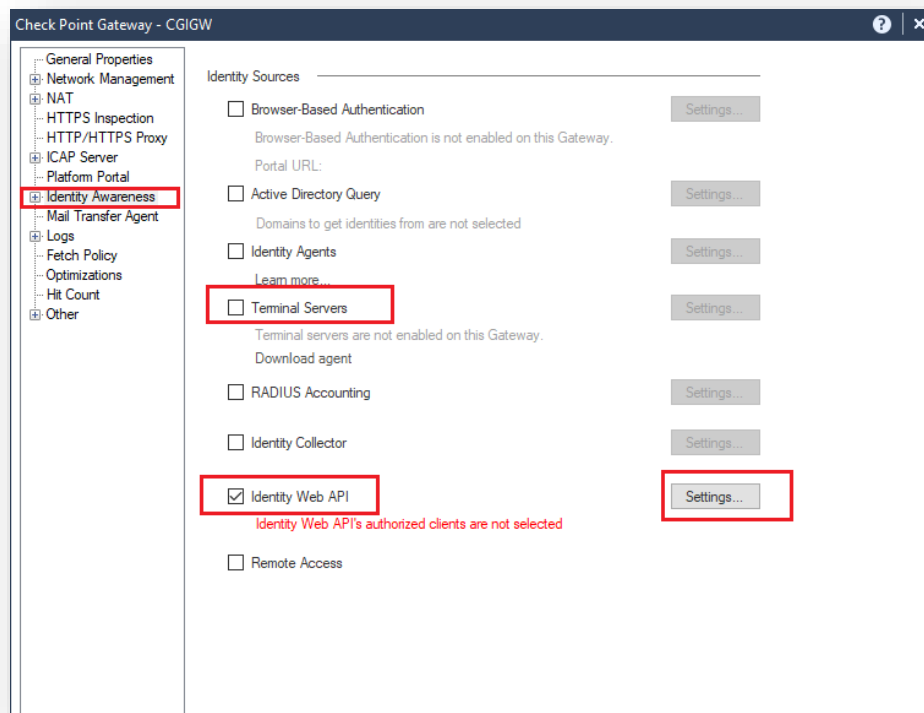 Check Point Gateway - CGIGW
General Properties
Network Management
NAT
HTTPS Inspection
HTTP/HTTPS Proxy
ICAP Server
Platform Portal
Identity Awareness
Mail Transfer Agent
Logs
Fetch Policy
Optimizations
Hit Count
Other
Identity Sources
Browser-Based Authentication Settings...
Browser-Based Authentication is not enabled on this Gateway.
Portal URL:
Active Directory Query Settings...
Domains to get identities from are not selected
Identity Agents Settings...
Learn more...
Terminal Servers Settings...
Terminal servers are not enabled on this Gateway.
Download agent
RADIUS Accounting Settings...
Identity Collector Settings...
Identity Web API Settings...
Identity Web API's authorized clients are not selected
Remote Access